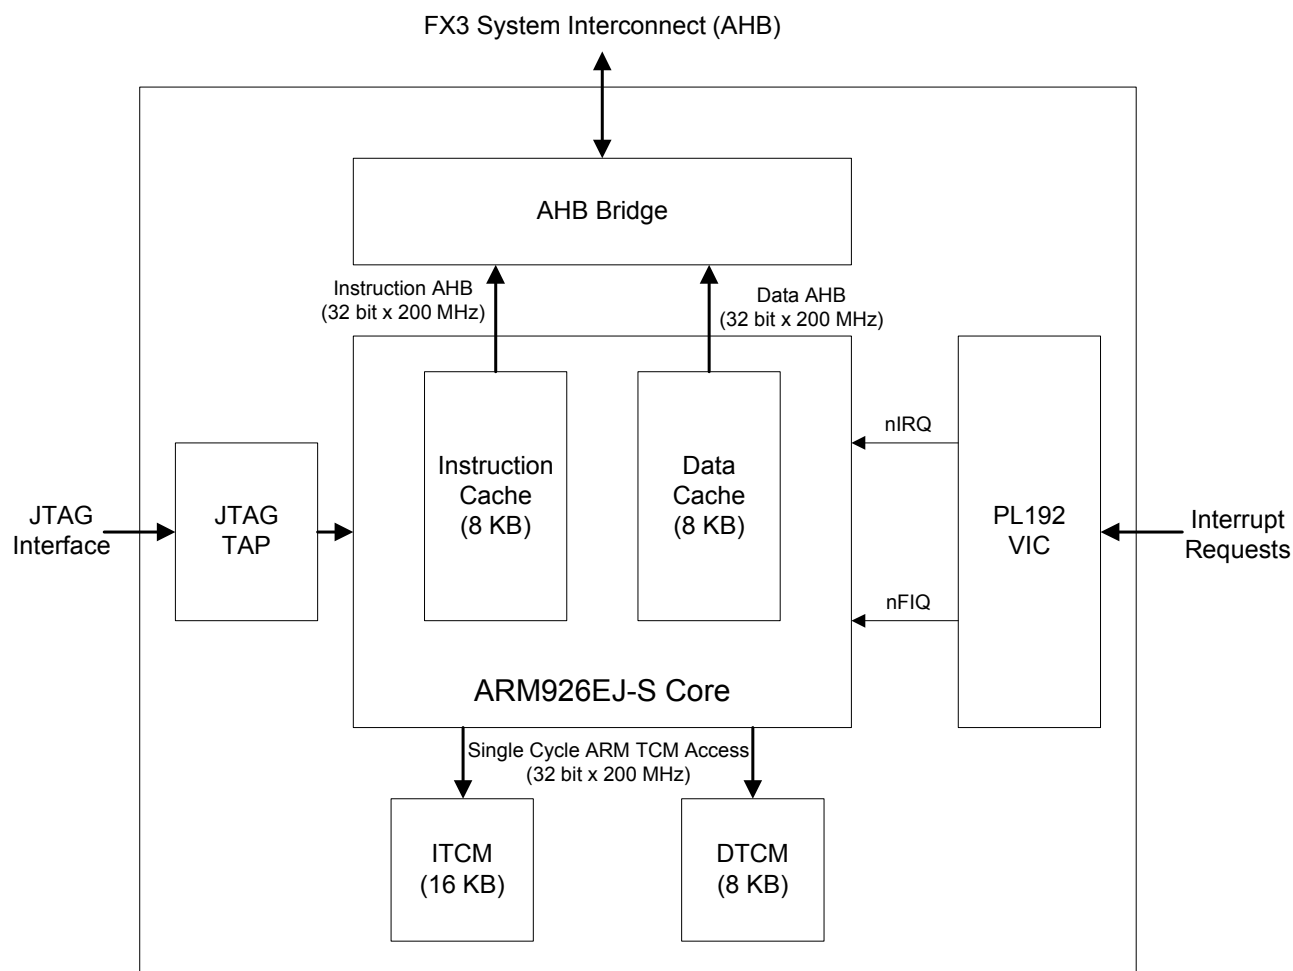 FX3 System Interconnect (AHB)
AHB Bridge
Instruction AHB
(32 bit x 200 MHz)
Data AHB
(32 bit x 200 MHz)
nIRQ
Instruction
Cache
(8 KB)
Data
Cache
(8 KB)
JTAG
Interface
JTAG
TAP
PL192
VIC
Interrupt
Requests
nFIQ
ARM926EJ-S Core
Single Cycle ARM TCM Access
(32 bit x 200 MHz)
ITCM
(16 KB)
DTCM
(8 KB)